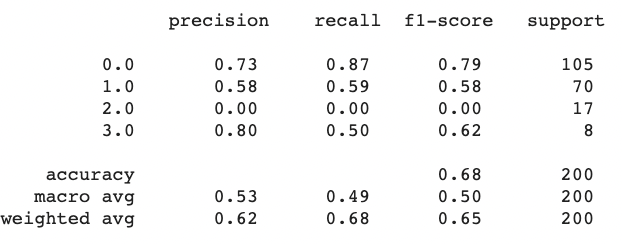 precision recall f1-score support
0.0 0.73 0.87 0.79 105
1.0 0.58 0.59 0.58 70
2.0 0.00 0.00 0.00 17
3.0 0.80 0.50 0.62 8
accuracy 0.68 200
macro avg 0.53 0.49 0.50 200
weighted avg 0.62 0.68 0.65 200